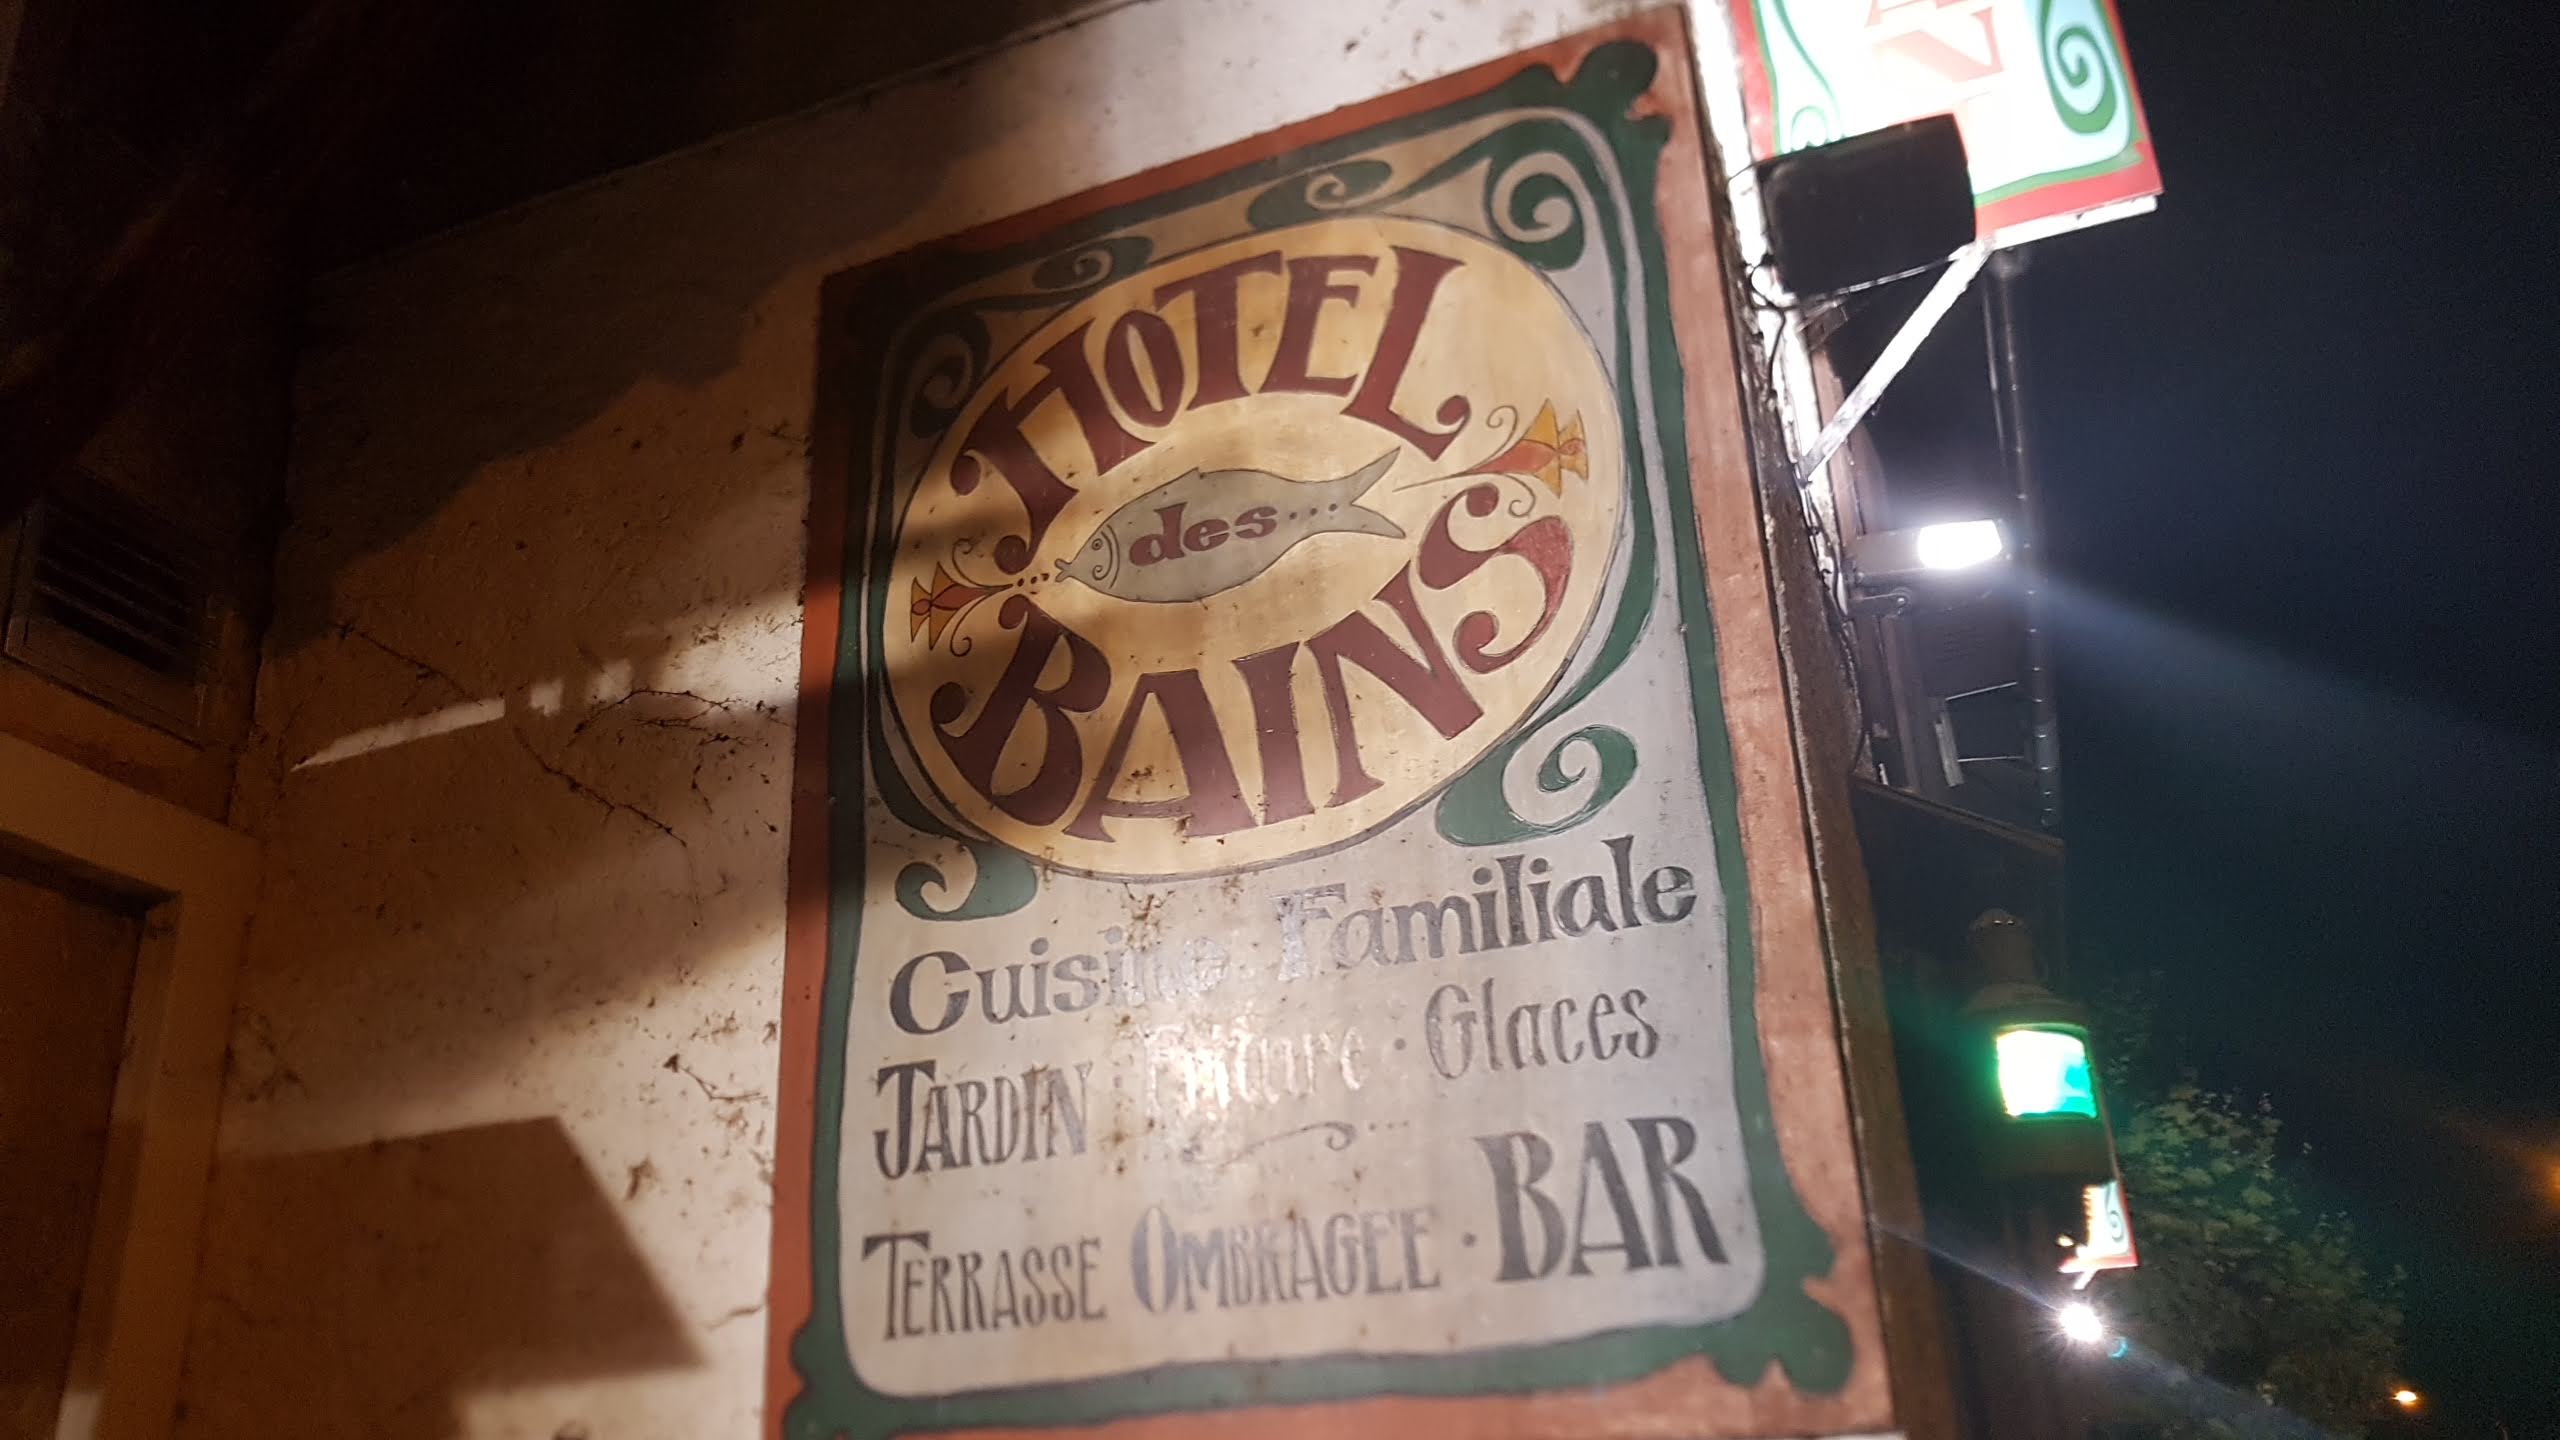 HOTEL
des...
BAINS
Cuisine Familiale
JARDIN · Friture · Glaces
TERRASSE OMBRAGEE · BAR